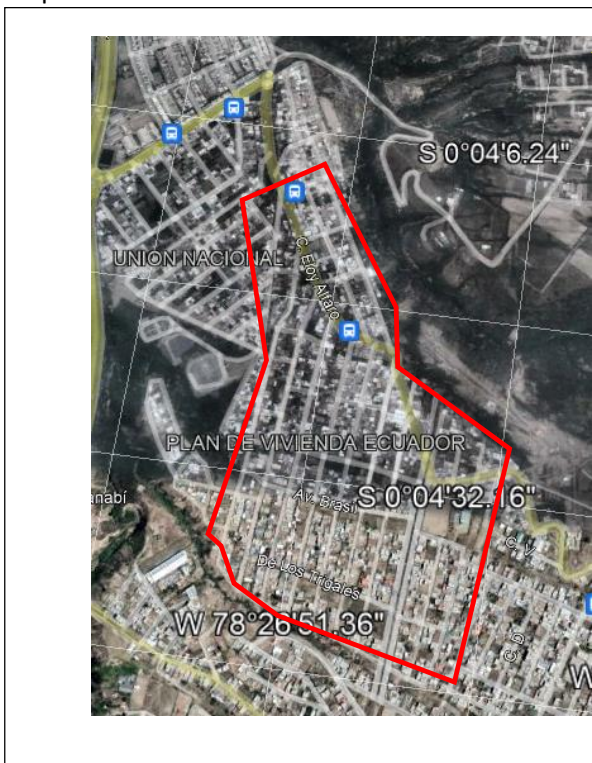 S 0°04'6.24"
UNION NACIONAL
C. Eloy Alfaro
PLAN DE VIVIENDA ECUADOR
anabí
Av. Brasil
S 0°04'32.16"
C. V
De Los Trigales
W 78°26'51.36"
W